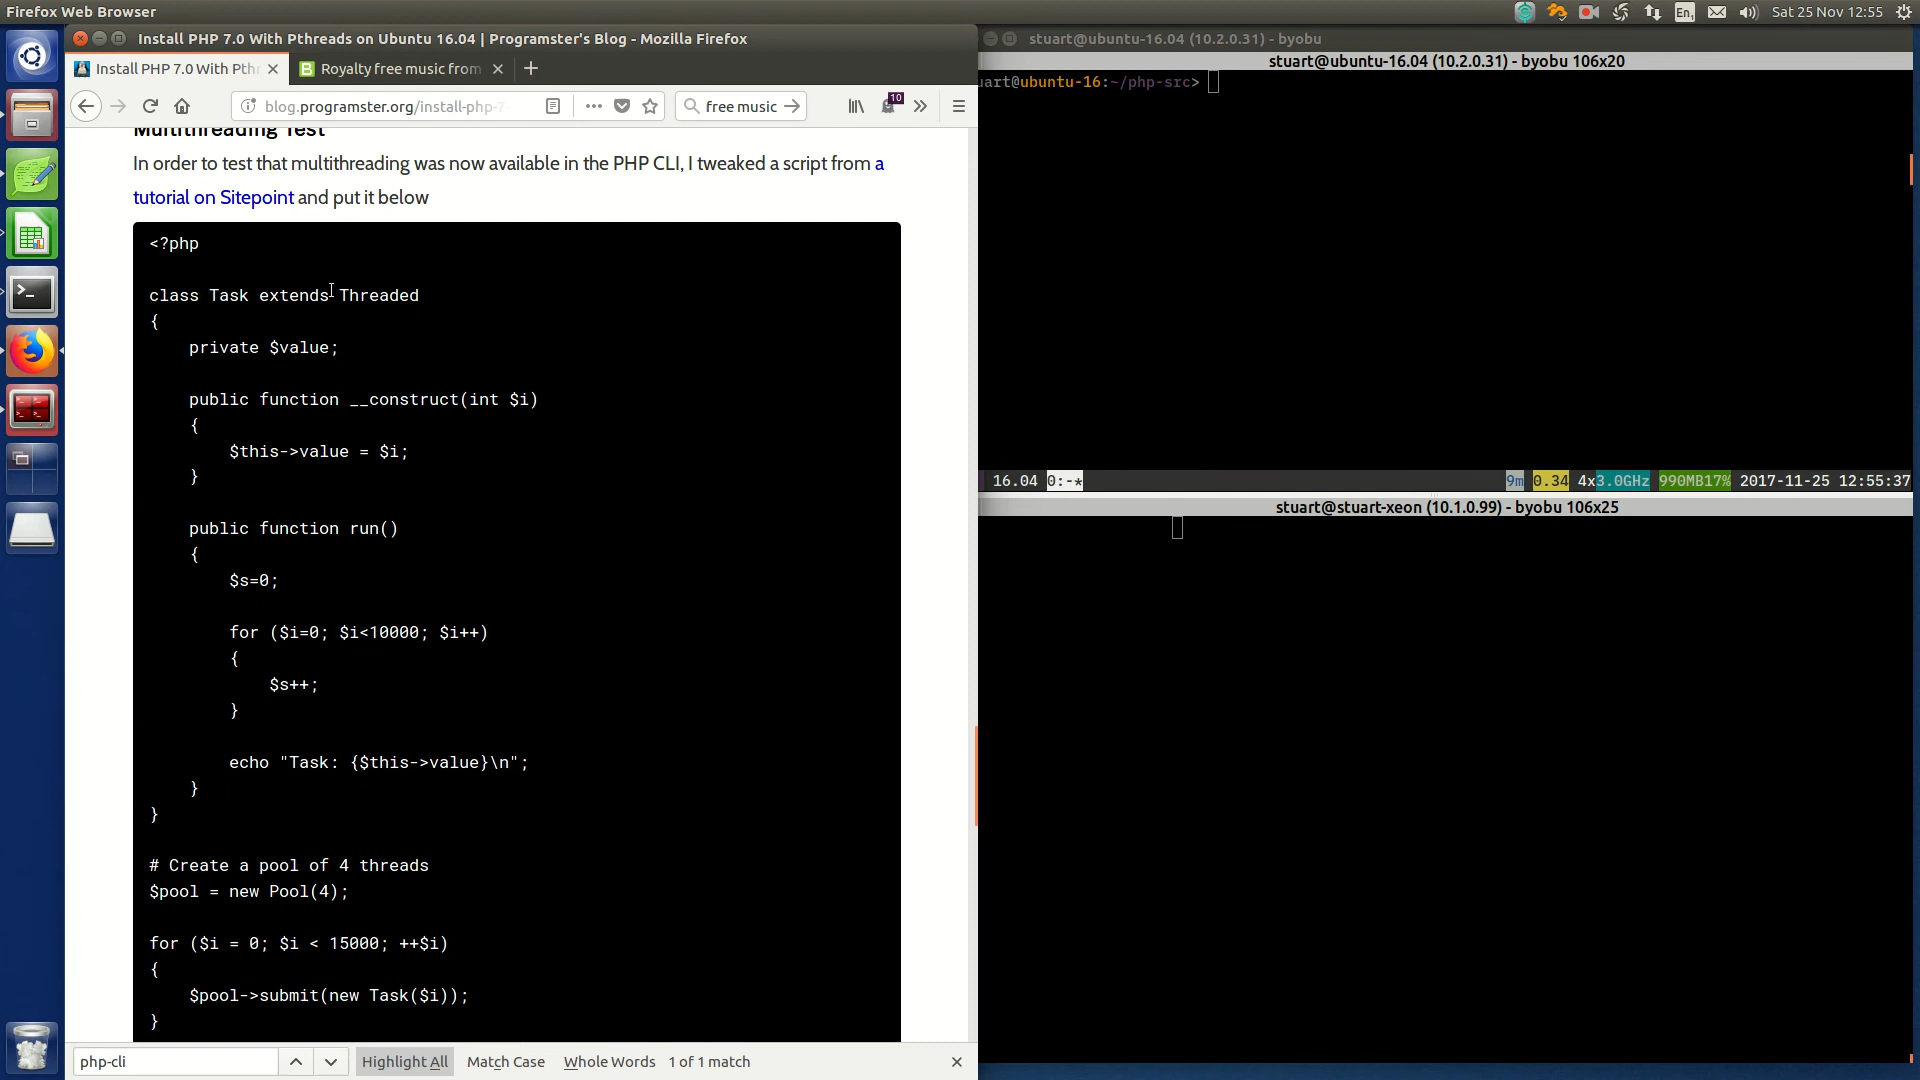 Firefox Web Browser
En1
Sat 25 Nov 12:55
Install PHP 7.0 With Pthreads on Ubuntu 16.04 | Programster's Blog - Mozilla Firefox
Install PHP 7.0 With Pthr
Royalty free music from
blog.programster.org/install-php-7
free music
10
Multithreading Test
In order to test that multithreading was now available in the PHP CLI, I tweaked a script from a
tutorial on Sitepoint and put it below
<?php
class Task extends Threaded
{
    private $value;
    public function __construct(int $i)
    {
        $this->value = $i;
    }
    public function run()
    {
        $s=0;
        for ($i=0; $i<10000; $i++)
        {
            $s++;
        }
        echo "Task: {$this->value}\n";
    }
}
# Create a pool of 4 threads
$pool = new Pool(4);
for ($i = 0; $i < 15000; ++$i)
{
    $pool->submit(new Task($i));
}
php-cli
Highlight All
Match Case
Whole Words
1 of 1 match
stuart@ubuntu-16.04 (10.2.0.31) - byobu
stuart@ubuntu-16.04 (10.2.0.31) - byobu 106x20
uart@ubuntu-16:~/php-src>
16.04 0:-* 9m 0.34 4x3.0GHz 990MB17% 2017-11-25 12:55:37
stuart@stuart-xeon (10.1.0.99) - byobu 106x25